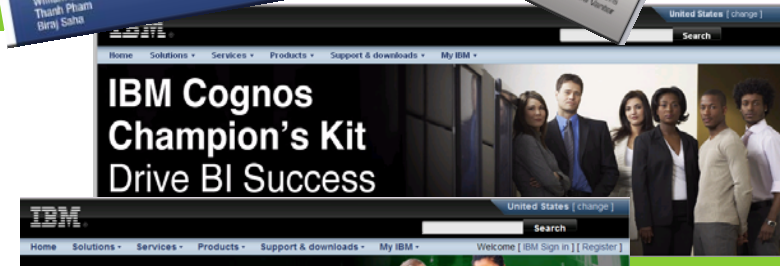 Thanh Pham
Biraj Saha
United States [ change ]
IBM.
Search
Home Solutions Services Products Support & downloads My IBM
IBM Cognos
Champion's Kit
Drive BI Success
United States [ change ]
IBM.
Search
Home Solutions Services Products Support & downloads My IBM Welcome [ IBM Sign in ] [ Register ]